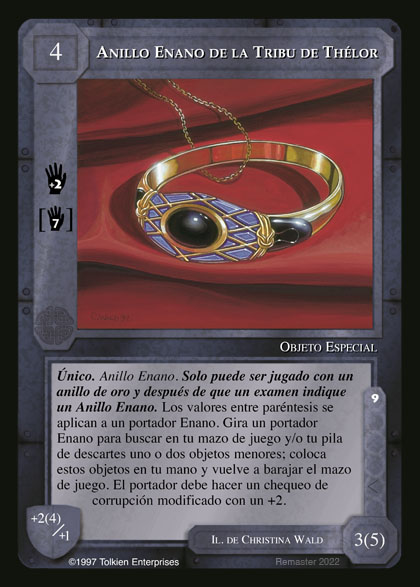 4
Anillo Enano de la Tribu de Thélor
+2
[7]
Objeto Especial
Único. Anillo Enano. Solo puede ser jugado con un
anillo de oro y después de que un examen indique
un Anillo Enano. Los valores entre paréntesis se
aplican a un portador Enano. Gira un portador
Enano para buscar en tu mazo de juego y/o tu pila
de descartes uno o dos objetos menores; coloca
estos objetos en tu mano y vuelve a barajar el mazo
de juego. El portador debe hacer un chequeo de
corrupción modificado con un +2.
9
+2(4)
/+1
Il. de Christina Wald
3(5)
©1997 Tolkien Enterprises
Remaster 2022